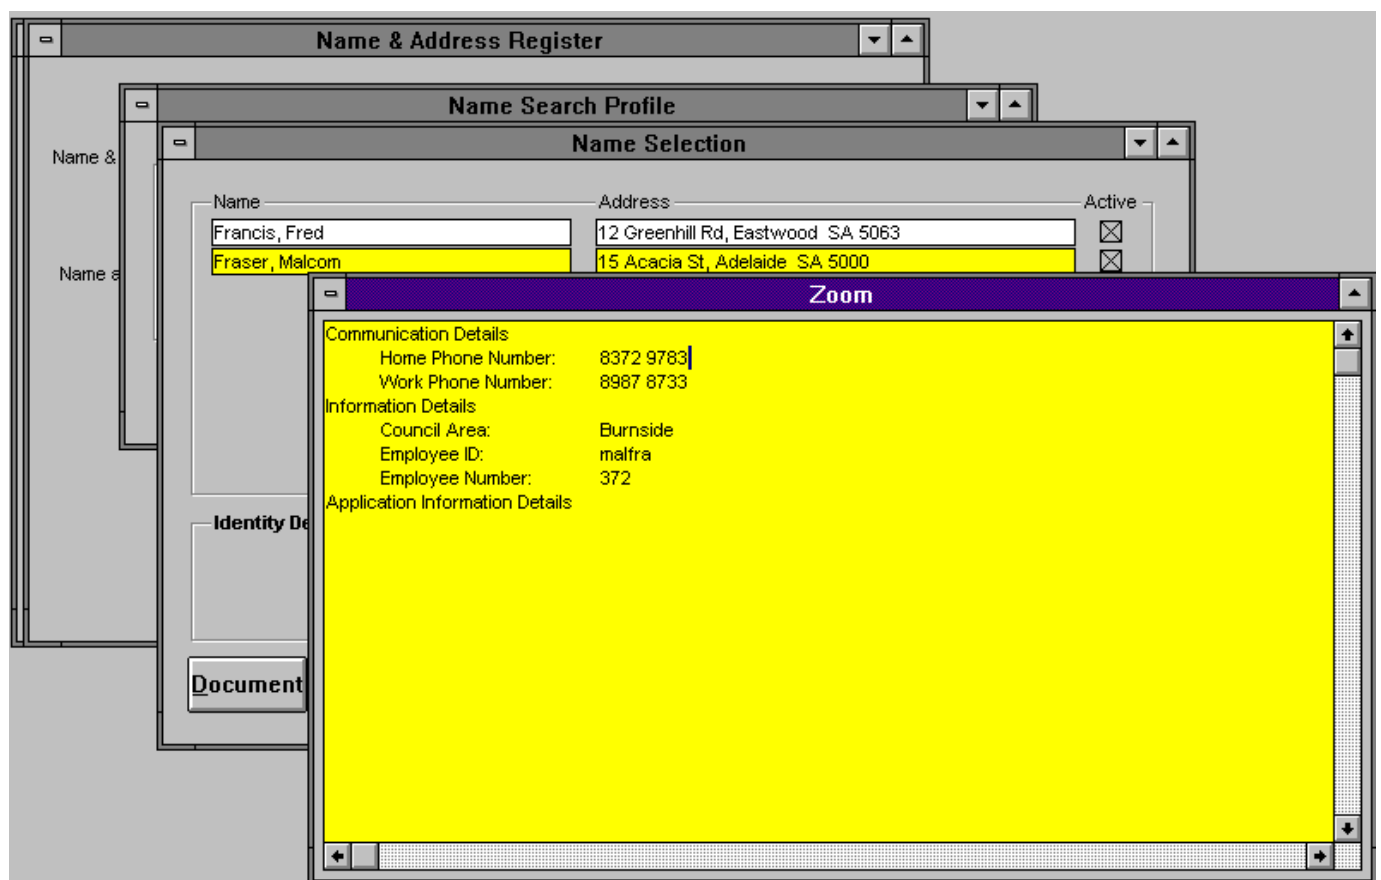 Name & Address Register
Name Search Profile
Name Selection
Name &
Name Address Active
Francis, Fred 12 Greenhill Rd, Eastwood SA 5063
Fraser, Malcom 15 Acacia St, Adelaide SA 5000
Name a
Zoom
Communication Details
Home Phone Number: 8372 9783
Work Phone Number: 8987 8733
Information Details
Council Area: Burnside
Employee ID: malfra
Employee Number: 372
Application Information Details
Identity De
Document